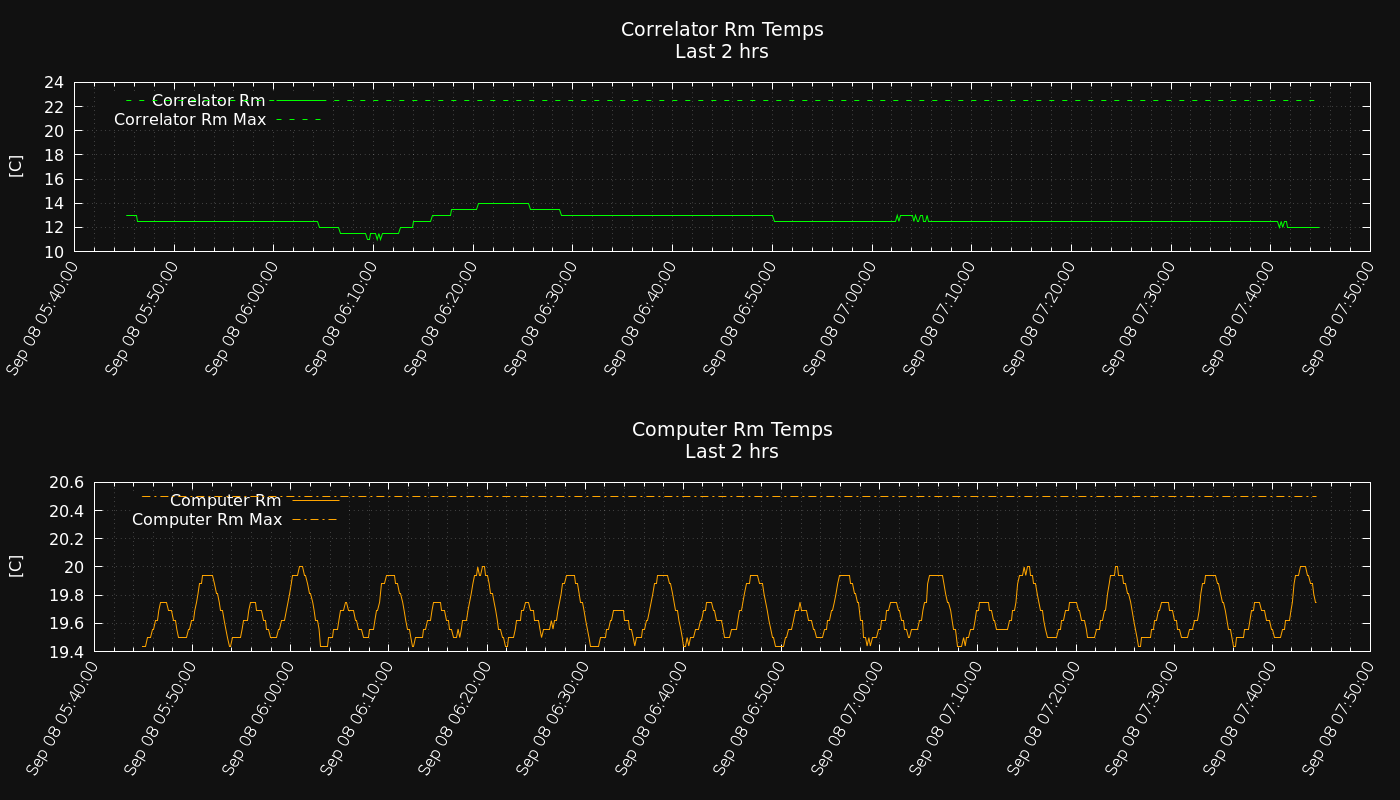 Correlator Rm Temps
Last 2 hrs
24
22
20
18
16
14
12
10
[C]
Correlator Rm
Correlator Rm Max
Sep 08 05:40:00
Sep 08 05:50:00
Sep 08 06:00:00
Sep 08 06:10:00
Sep 08 06:20:00
Sep 08 06:30:00
Sep 08 06:40:00
Sep 08 06:50:00
Sep 08 07:00:00
Sep 08 07:10:00
Sep 08 07:20:00
Sep 08 07:30:00
Sep 08 07:40:00
Sep 08 07:50:00
Computer Rm Temps
Last 2 hrs
20.6
20.4
20.2
20
19.8
19.6
19.4
[C]
Computer Rm
Computer Rm Max
Sep 08 05:40:00
Sep 08 05:50:00
Sep 08 06:00:00
Sep 08 06:10:00
Sep 08 06:20:00
Sep 08 06:30:00
Sep 08 06:40:00
Sep 08 06:50:00
Sep 08 07:00:00
Sep 08 07:10:00
Sep 08 07:20:00
Sep 08 07:30:00
Sep 08 07:40:00
Sep 08 07:50:00